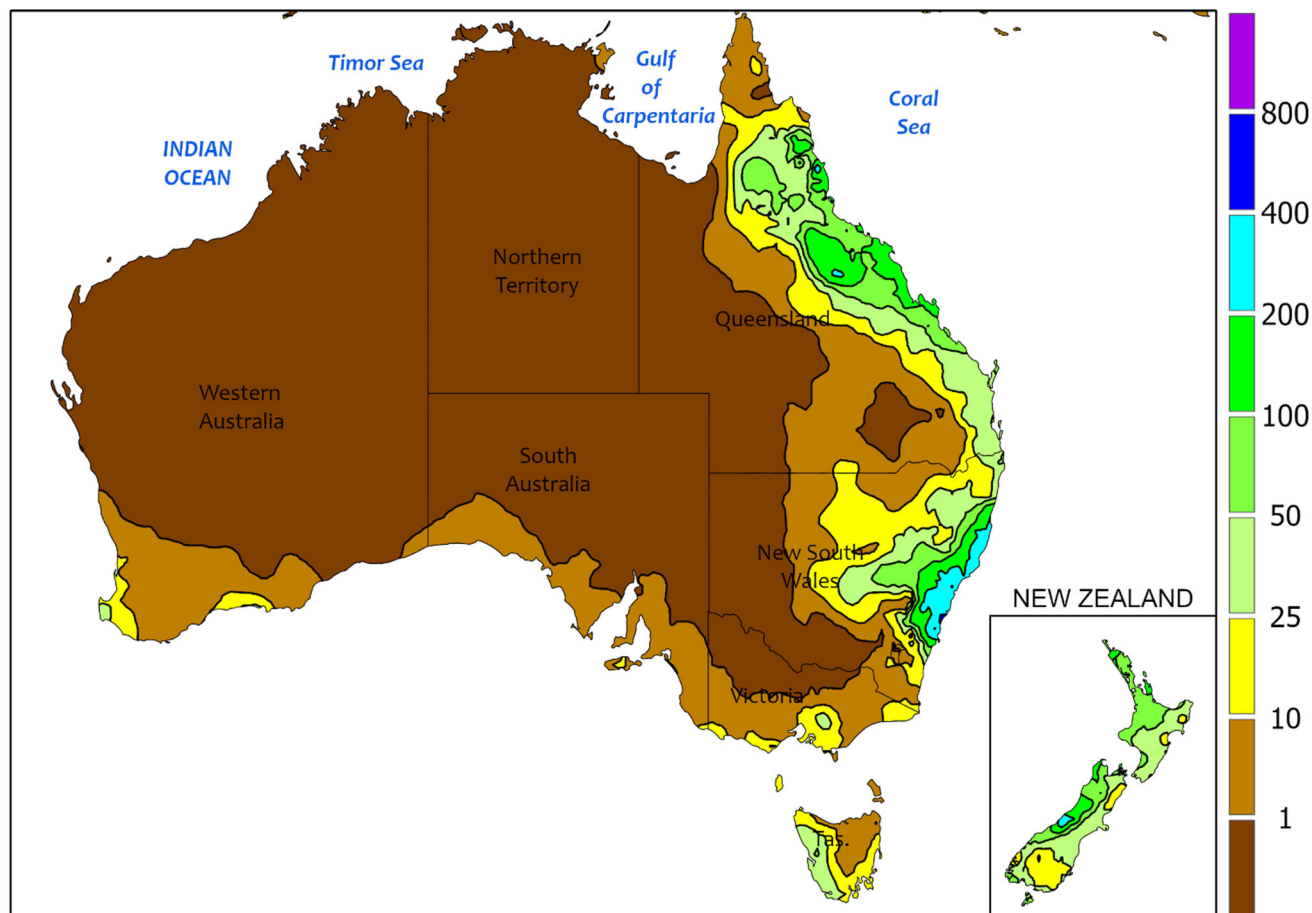 Timor Sea
Gulf
of
Carpentaria
Coral
Sea
INDIAN
OCEAN
Northern
Territory
Queensland
Western
Australia
South
Australia
New South
Wales
Victoria
Tas.
NEW ZEALAND
800
400
200
100
50
25
10
1